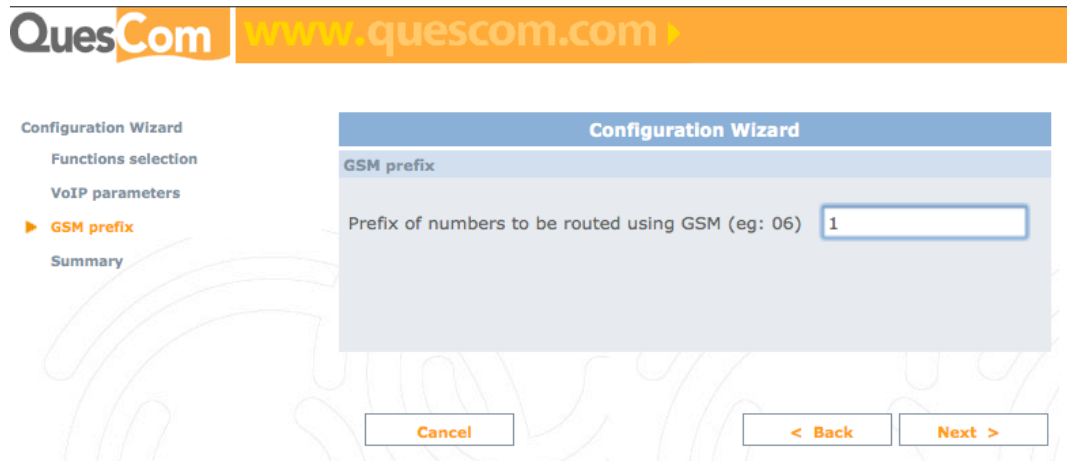 QuesCom www.quescom.com
Configuration Wizard
Functions selection
VoIP parameters
GSM prefix
Summary
Configuration Wizard
GSM prefix
Prefix of numbers to be routed using GSM (eg: 06) 1
Cancel
< Back
Next >